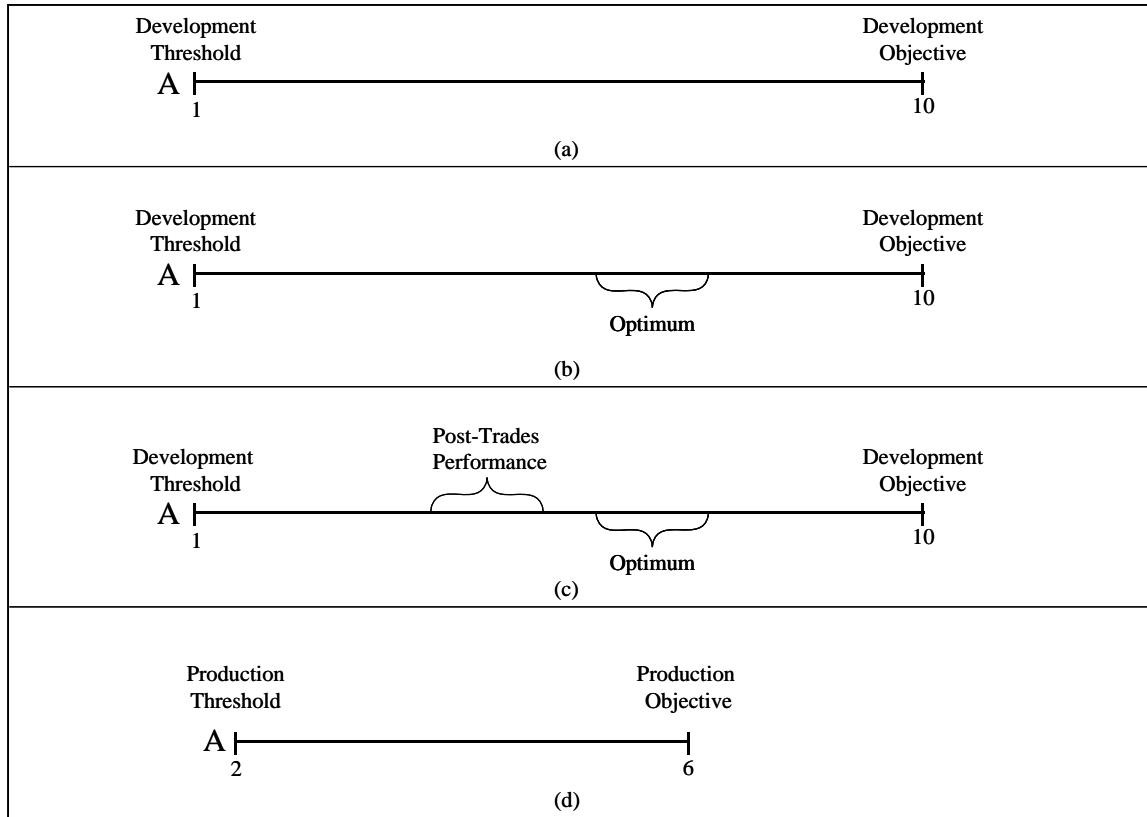 Development
Threshold
Development
Objective
A
1
10
(a)
Development
Threshold
Development
Objective
A
1
10
Optimum
(b)
Post-Trades
Performance
Development
Threshold
Development
Objective
A
1
10
Optimum
(c)
Production
Threshold
Production
Objective
A
2
6
(d)